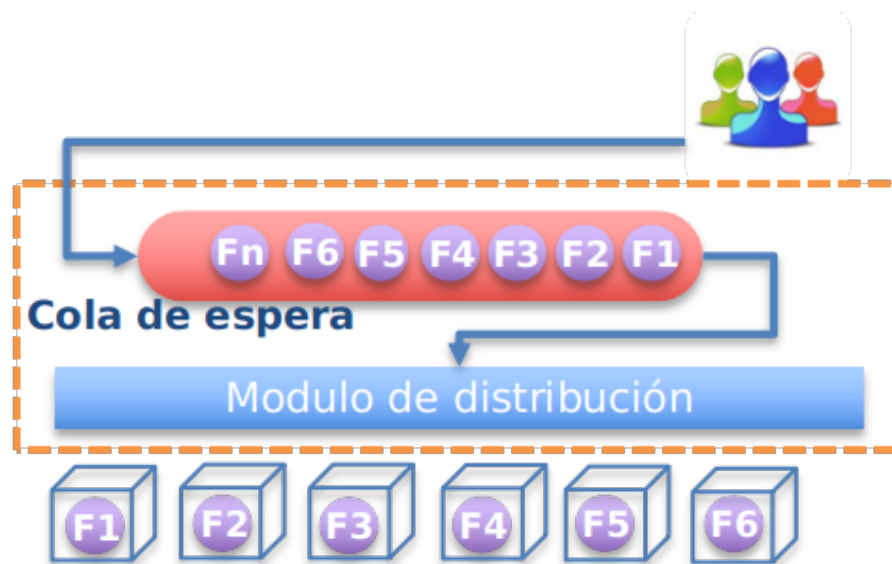 Fn F6 F5 F4 F3 F2 F1
Cola de espera
Modulo de distribución
F1 F2 F3 F4 F5 F6